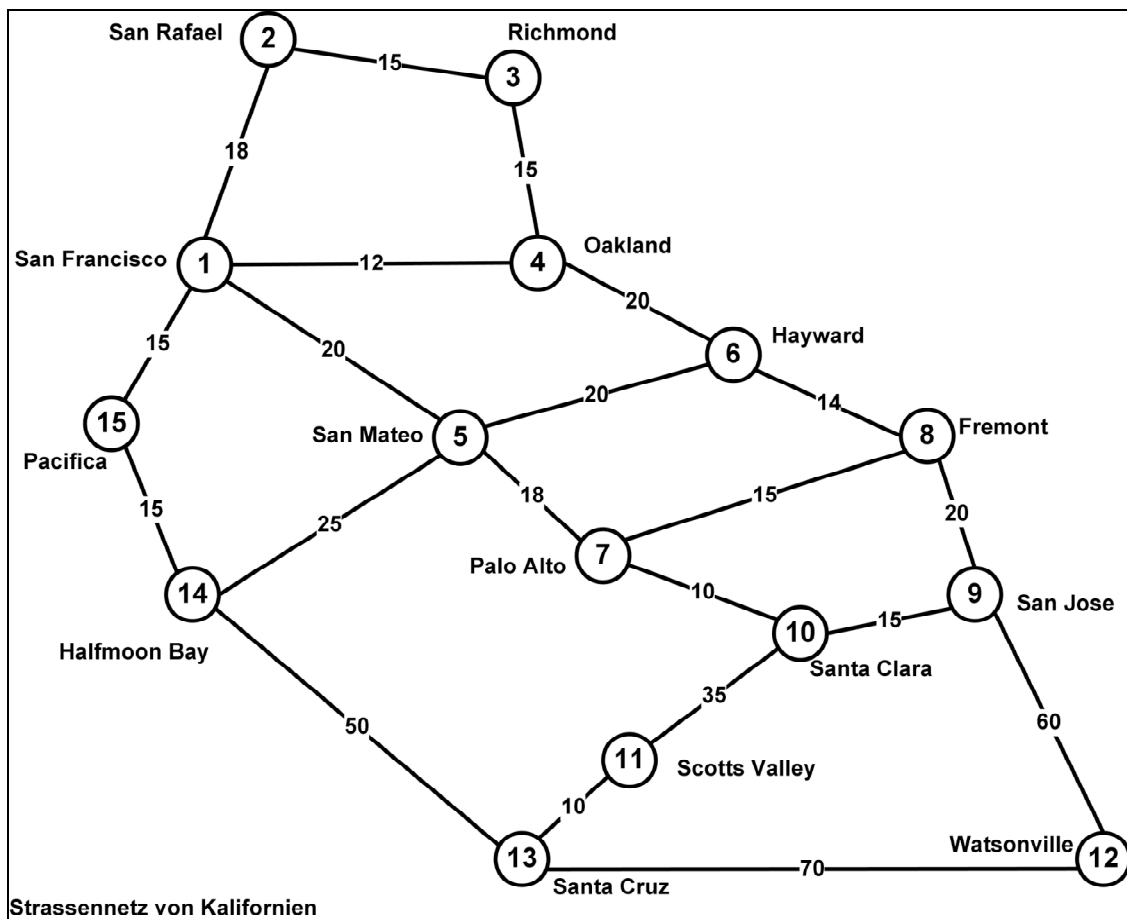 San Rafael
2
Richmond
15
3
18
15
San Francisco
1
12
4
Oakland
20
6
Hayward
15
20
20
14
15
Pacifica
San Mateo
5
8
Fremont
15
25
18
15
20
Palo Alto
7
14
10
9
San Jose
Halfmoon Bay
10
15
Santa Clara
50
35
60
11
Scotts Valley
10
13
Santa Cruz
70
Watsonville
12
Strassennetz von Kalifornien